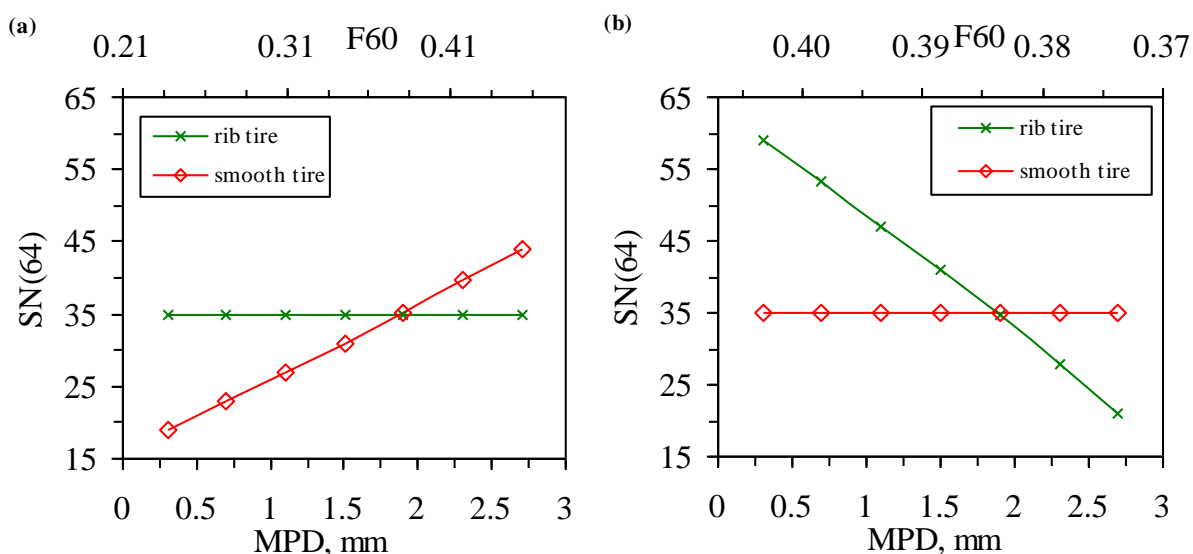 (a)
F60
0.21 0.31 0.41
65
55
45
35
25
15
SN(64)
rib tire
smooth tire
0 0.5 1 1.5 2 2.5 3
MPD, mm
(b)
F60
0.40 0.39 0.38 0.37
65
55
45
35
25
15
SN(64)
rib tire
smooth tire
0 0.5 1 1.5 2 2.5 3
MPD, mm